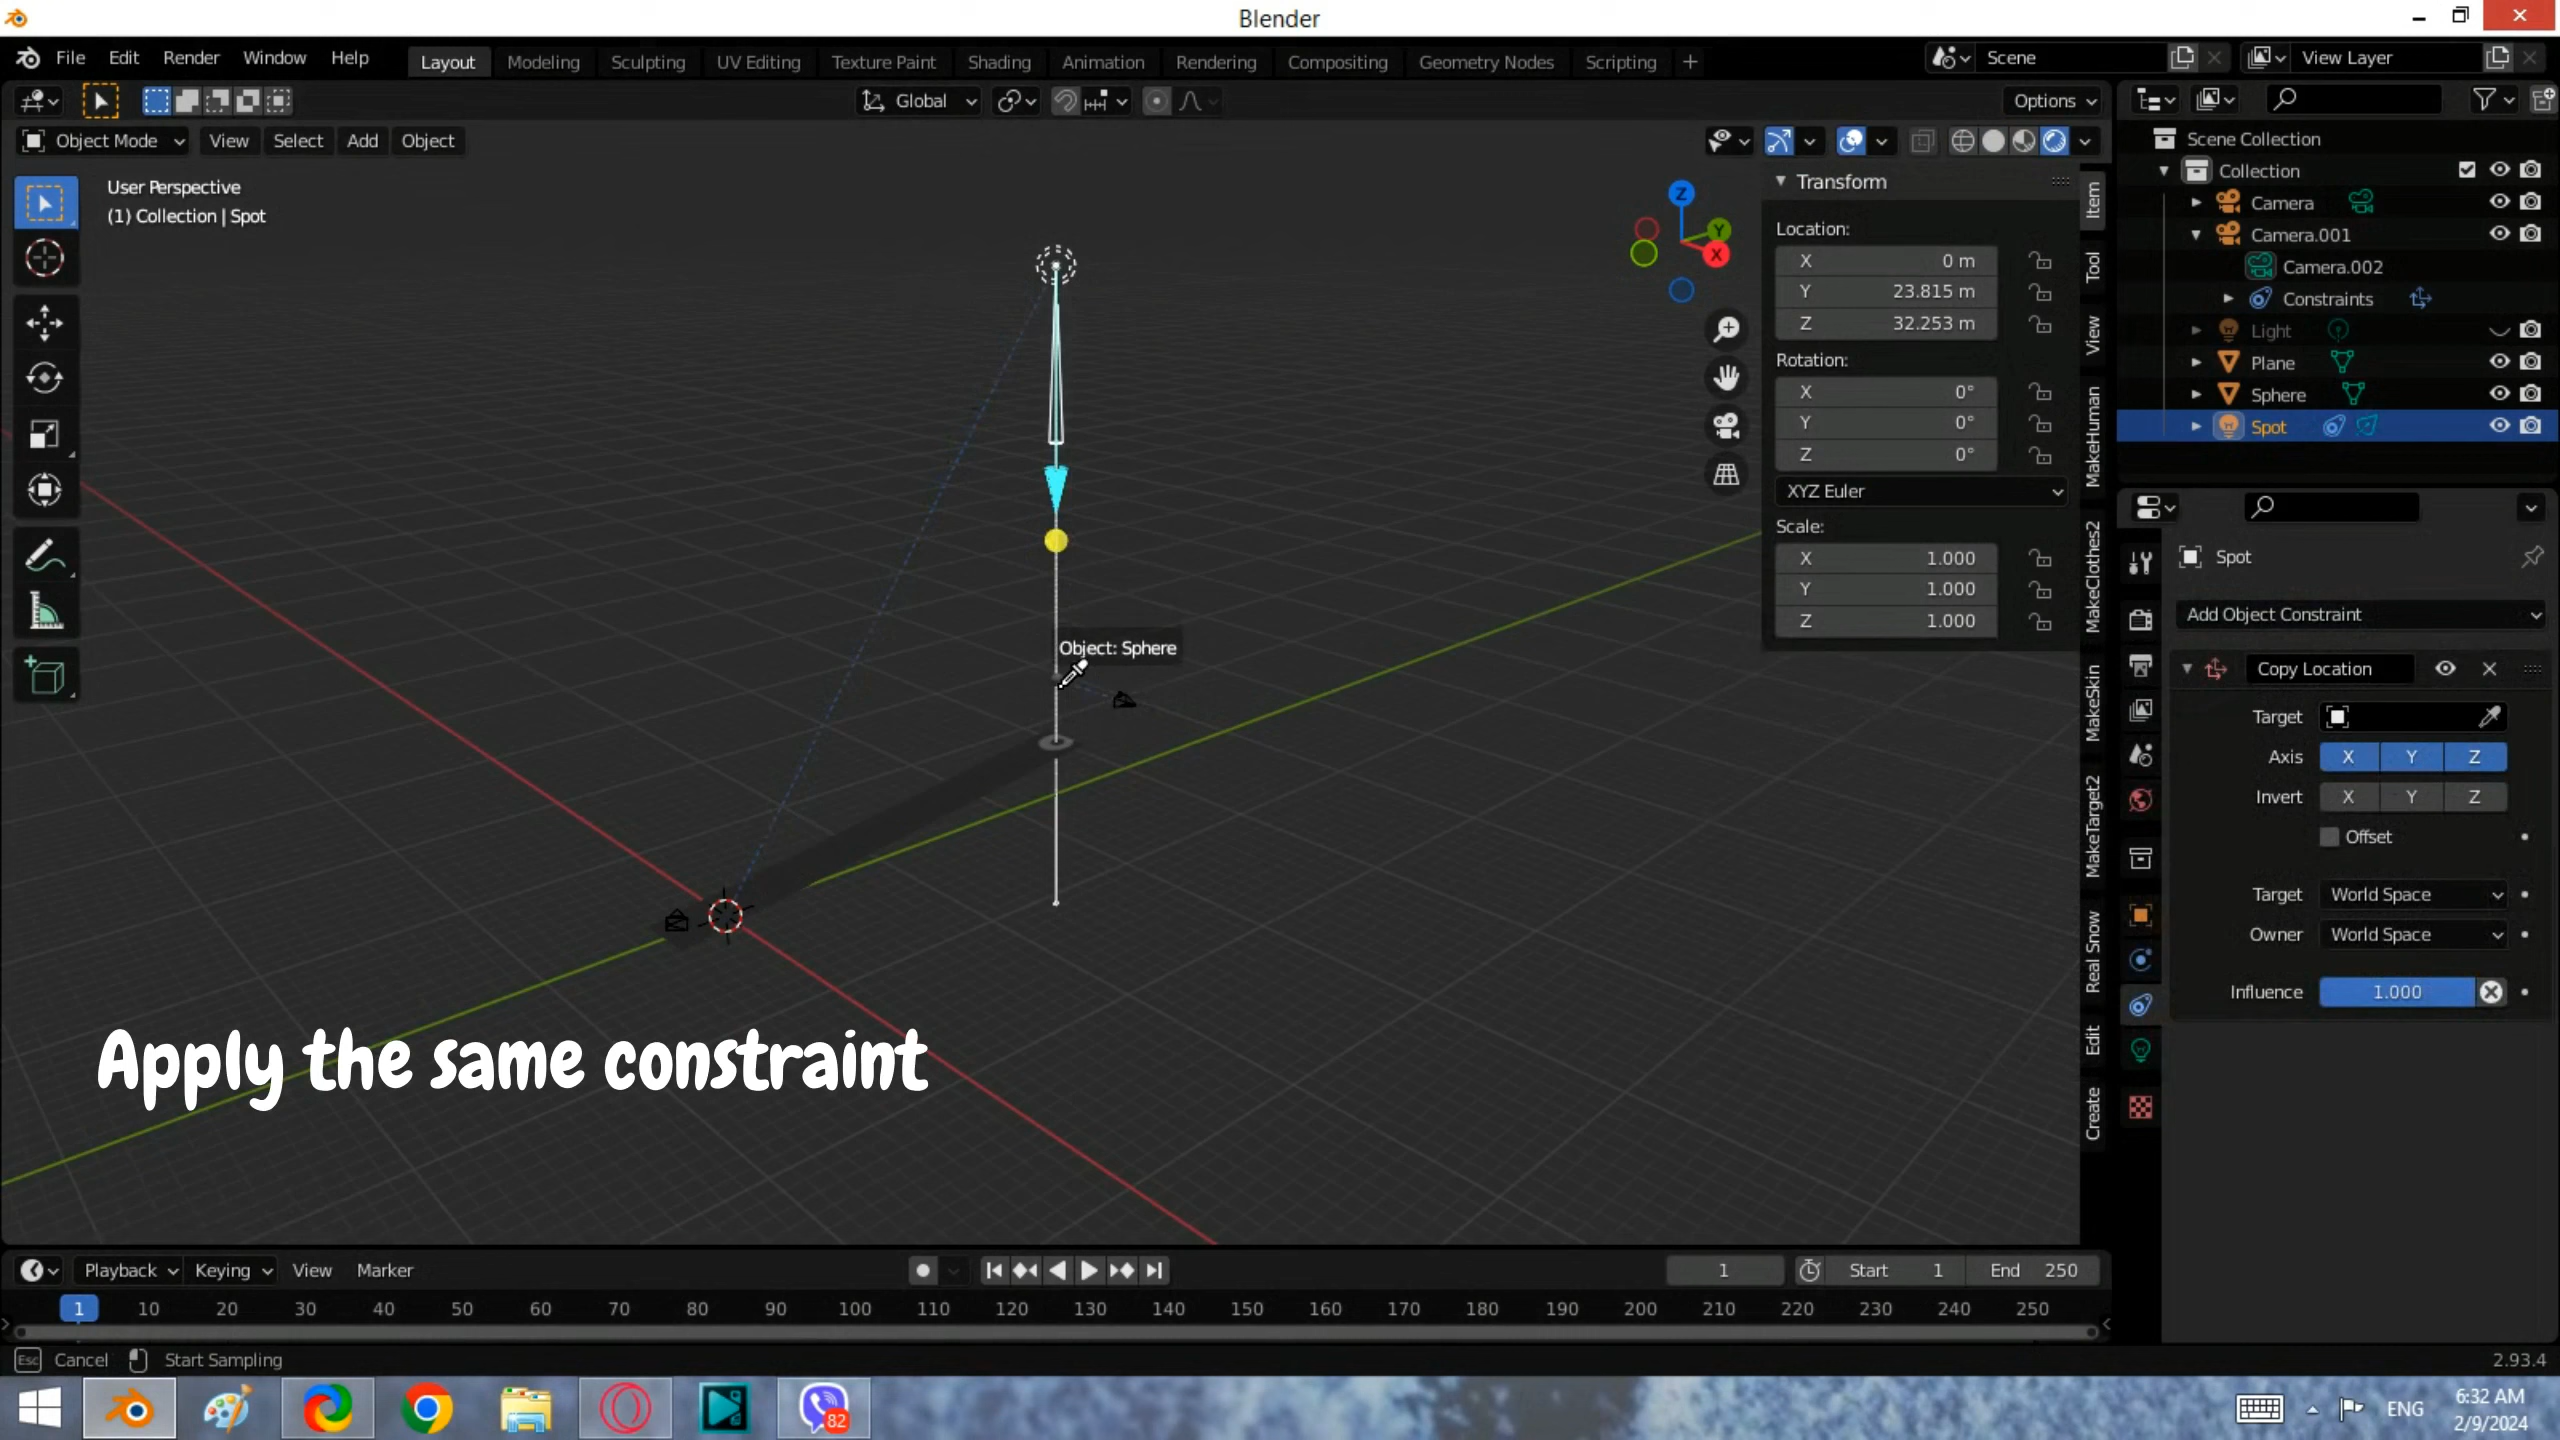 Blender
File Edit Render Window Help Layout Modeling Sculpting UV Editing Texture Paint Shading Animation Rendering Compositing Geometry Nodes Scripting + Scene View Layer
Global Options
Object Mode View Select Add Object
User Perspective
(1) Collection | Spot
Z
Y
X
Transform
Location:
X 0 m
Y 23.815 m
Z 32.253 m
Rotation:
X 0°
Y 0°
Z 0°
XYZ Euler
Scale:
X 1.000
Y 1.000
Z 1.000
Item
Tool
View
MakeHuman
MakeClothes2
MakeSkin
MakeTarget2
Real Snow
Edit
Create
Scene Collection
Collection
Camera
Camera.001
Camera.002
Constraints
Light
Plane
Sphere
Spot
Spot
Add Object Constraint
Copy Location
Target
Axis X Y Z
Invert X Y Z
Offset
Target World Space
Owner World Space
Influence 1.000
Object: Sphere
Apply the same constraint
Playback Keying View Marker 1 Start 1 End 250
1 10 20 30 40 50 60 70 80 90 100 110 120 130 140 150 160 170 180 190 200 210 220 230 240 250
Esc Cancel Start Sampling 2.93.4
82
ENG
6:32 AM
2/9/2024